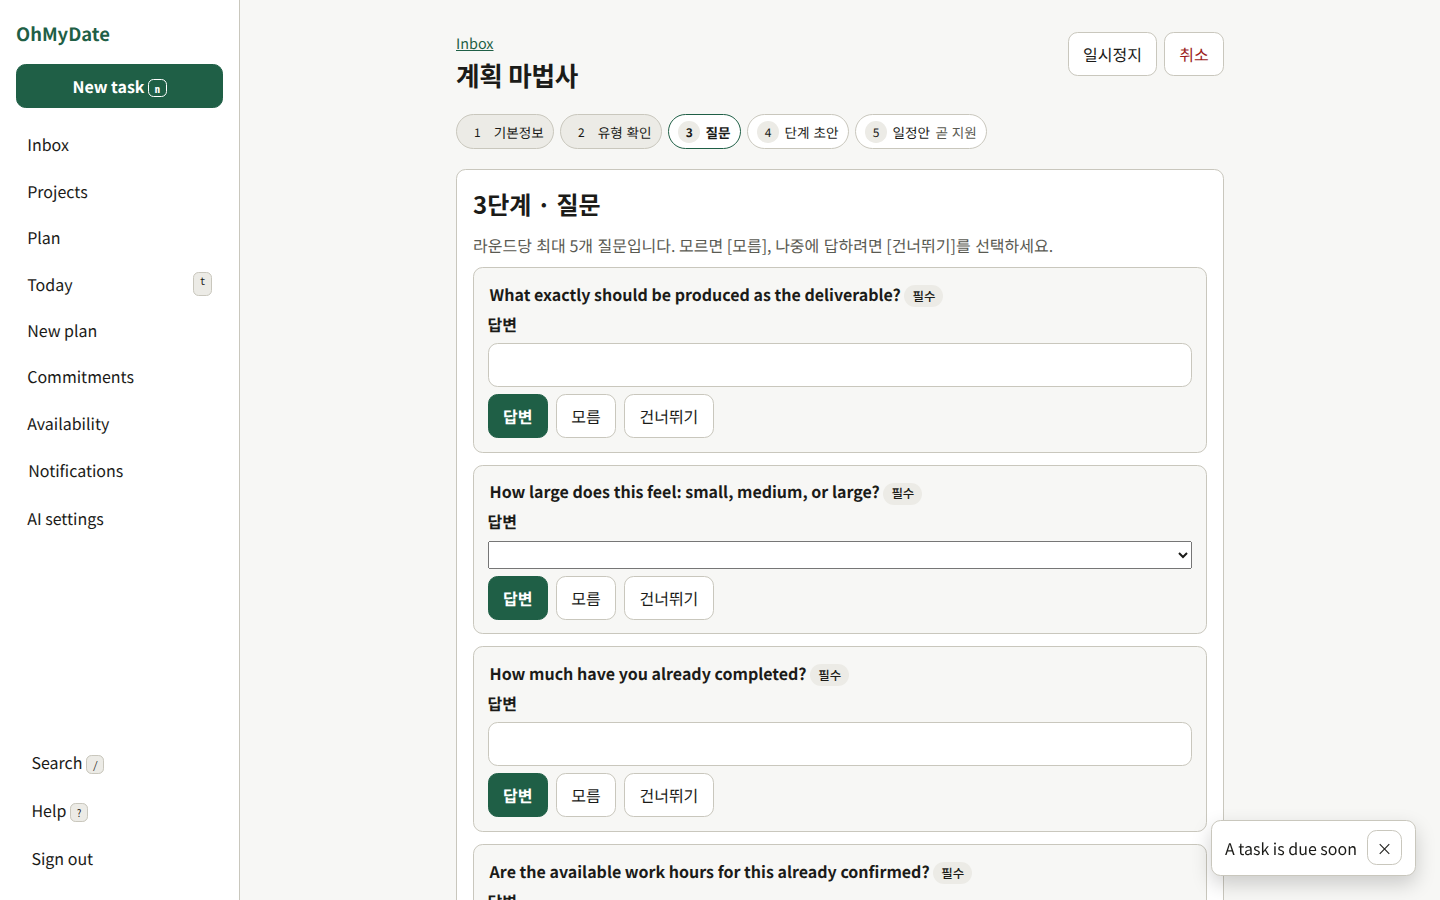 OhMyDate
New task n
Inbox
Projects
Plan
Today t
New plan
Commitments
Availability
Notifications
AI settings
Search /
Help ?
Sign out
Inbox
계획 마법사
일시정지 취소
1 기본정보 2 유형 확인 3 질문 4 단계 초안 5 일정안 곧 지원
3단계 · 질문
라운드당 최대 5개 질문입니다. 모르면 [모름], 나중에 답하려면 [건너뛰기]를 선택하세요.
What exactly should be produced as the deliverable? 필수
답변
답변 모름 건너뛰기
How large does this feel: small, medium, or large? 필수
답변
답변 모름 건너뛰기
How much have you already completed? 필수
답변
답변 모름 건너뛰기
Are the available work hours for this already confirmed? 필수
답변
A task is due soon